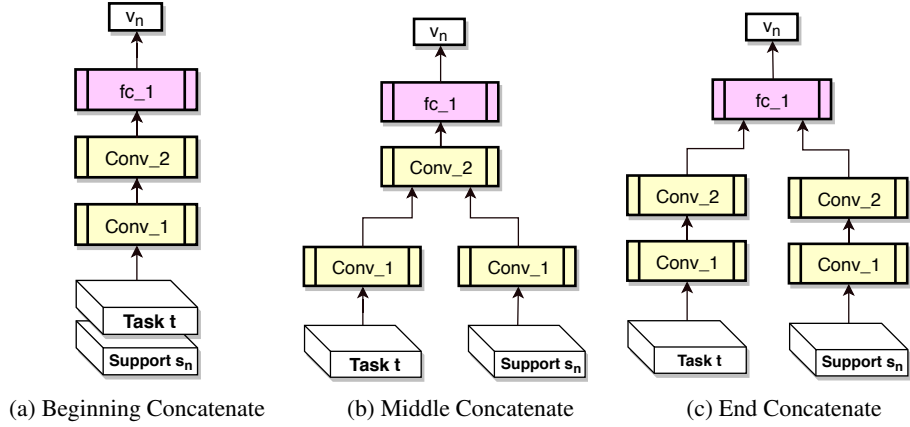 vn
fc_1
Conv_2
Conv_1
Task t
Support sn
(a) Beginning Concatenate
vn
fc_1
Conv_2
Conv_1 Conv_1
Task t Support sn
(b) Middle Concatenate
vn
fc_1
Conv_2 Conv_2
Conv_1 Conv_1
Task t Support sn
(c) End Concatenate